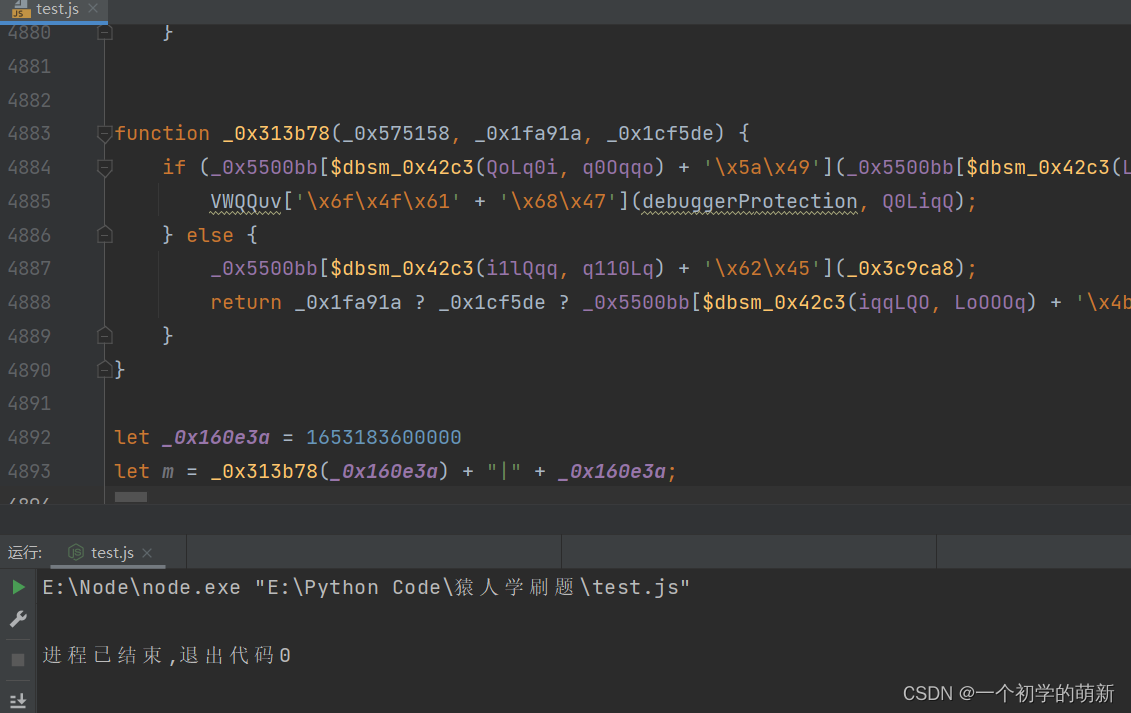 test.js
4880 }
4881
4882
4883 function _0x313b78(_0x575158, _0x1fa91a, _0x1cf5de) {
4884 if (_0x5500bb[$dbsm_0x42c3(QoLq0i, q0Oqqo) + '\x5a\x49'](_0x5500bb[$dbsm_0x42c3(L
4885 VWQQuv['\x6f\x4f\x61' + '\x68\x47'](debuggerProtection, Q0LiqQ);
4886 } else {
4887 _0x5500bb[$dbsm_0x42c3(i1lQqq, q110Lq) + '\x62\x45'](_0x3c9ca8);
4888 return _0x1fa91a ? _0x1cf5de ? _0x5500bb[$dbsm_0x42c3(iqqLQO, LoOOOq) + '\x4b
4889 }
4890 }
4891
4892 let _0x160e3a = 1653183600000
4893 let m = _0x313b78(_0x160e3a) + "|" + _0x160e3a;
4894
运行: test.js
E:\Node\node.exe "E:\Python Code\猿人学刷题\test.js"
进程已结束,退出代码0
CSDN @一个初学的萌新